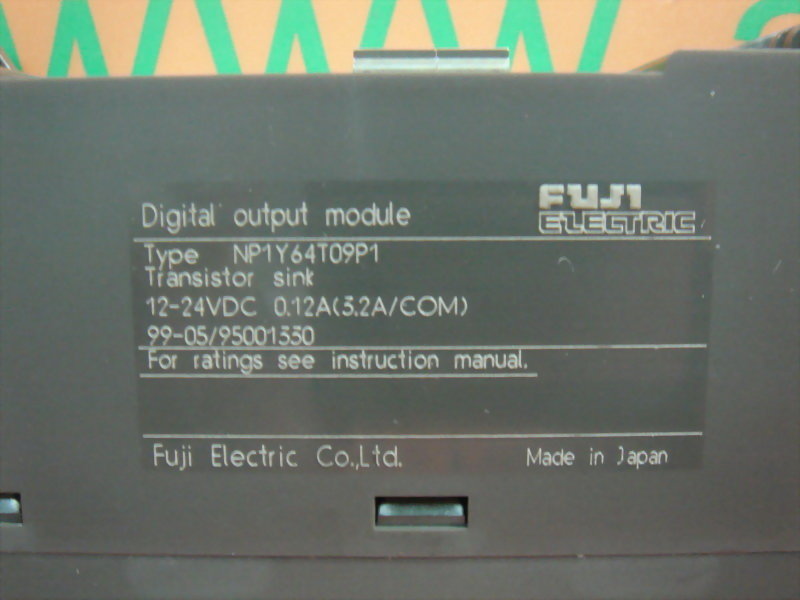 WWW.
Digital output module
FUJI
ELECTRIC
Type NP1Y64T09P1
Transistor sink
12-24VDC 0.12A(3.2A/COM)
99-05/95001330
For ratings see instruction manual.
Fuji Electric Co.,Ltd.
Made in Japan